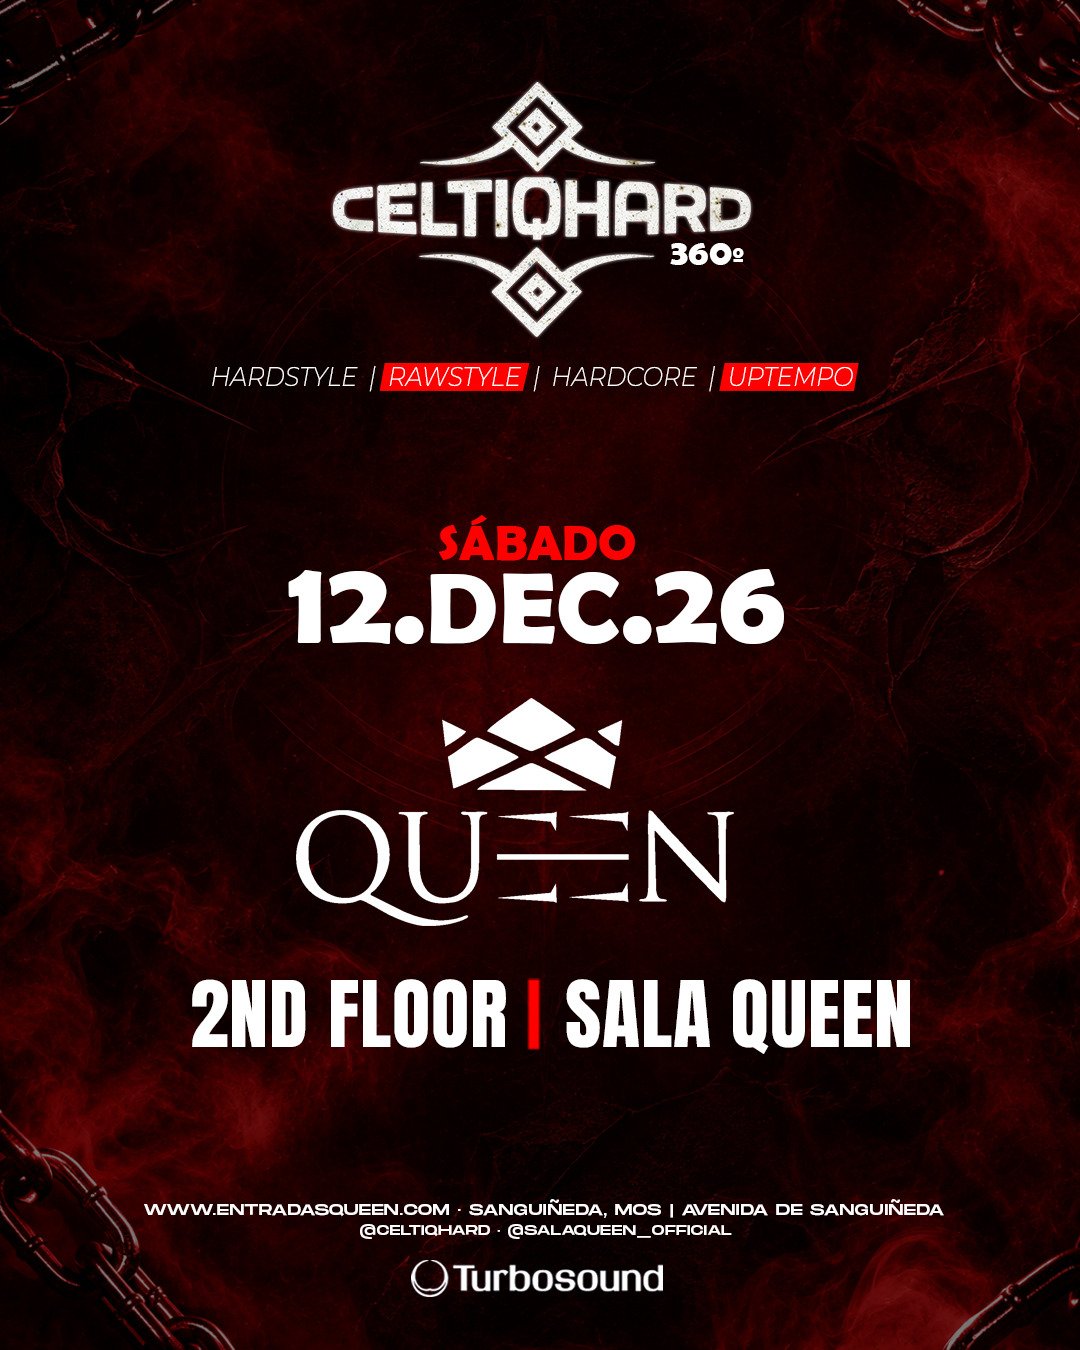 CELTIQHARD
360º
HARDSTYLE | RAWSTYLE | HARDCORE | UPTEMPO
SÁBADO
12.DEC.26
QUEEN
2ND FLOOR | SALA QUEEN
WWW.ENTRADASQUEEN.COM · SANGUIÑEDA, MOS | AVENIDA DE SANGUIÑEDA
@CELTIQHARD · @SALAQUEEN_OFFICIAL
Turbosound